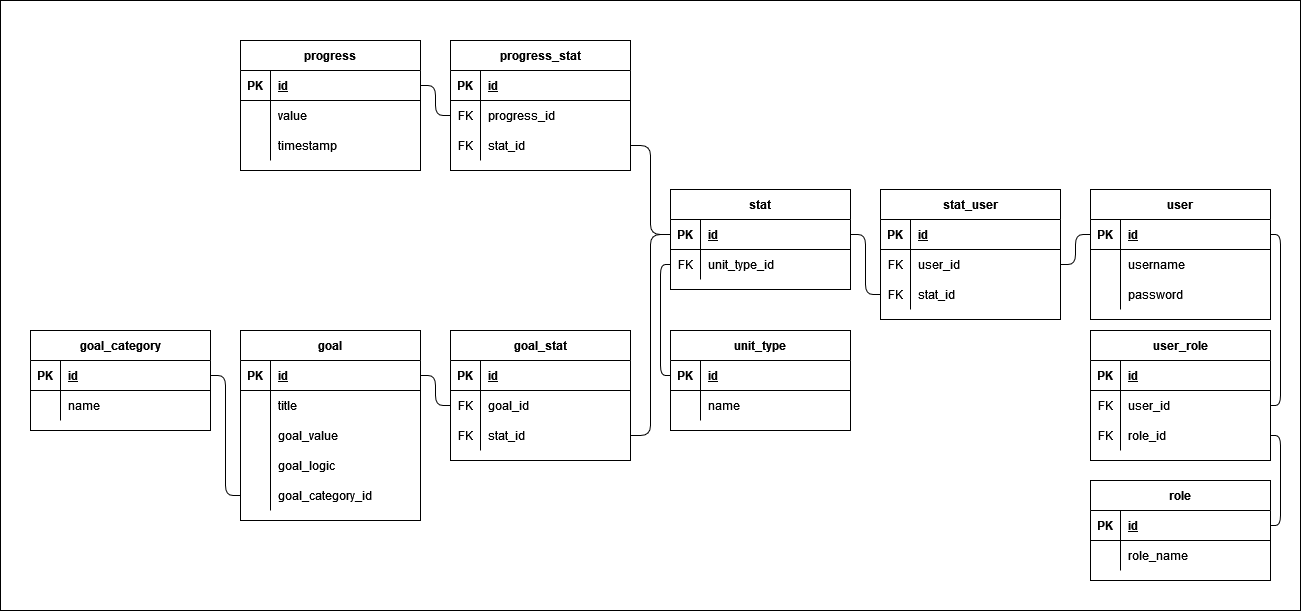 progress
PK id
value
timestamp
progress_stat
PK id
FK progress_id
FK stat_id
stat
PK id
FK unit_type_id
stat_user
PK id
FK user_id
FK stat_id
user
PK id
username
password
goal_category
PK id
name
goal
PK id
title
goal_value
goal_logic
goal_category_id
goal_stat
PK id
FK goal_id
FK stat_id
unit_type
PK id
name
user_role
PK id
FK user_id
FK role_id
role
PK id
role_name